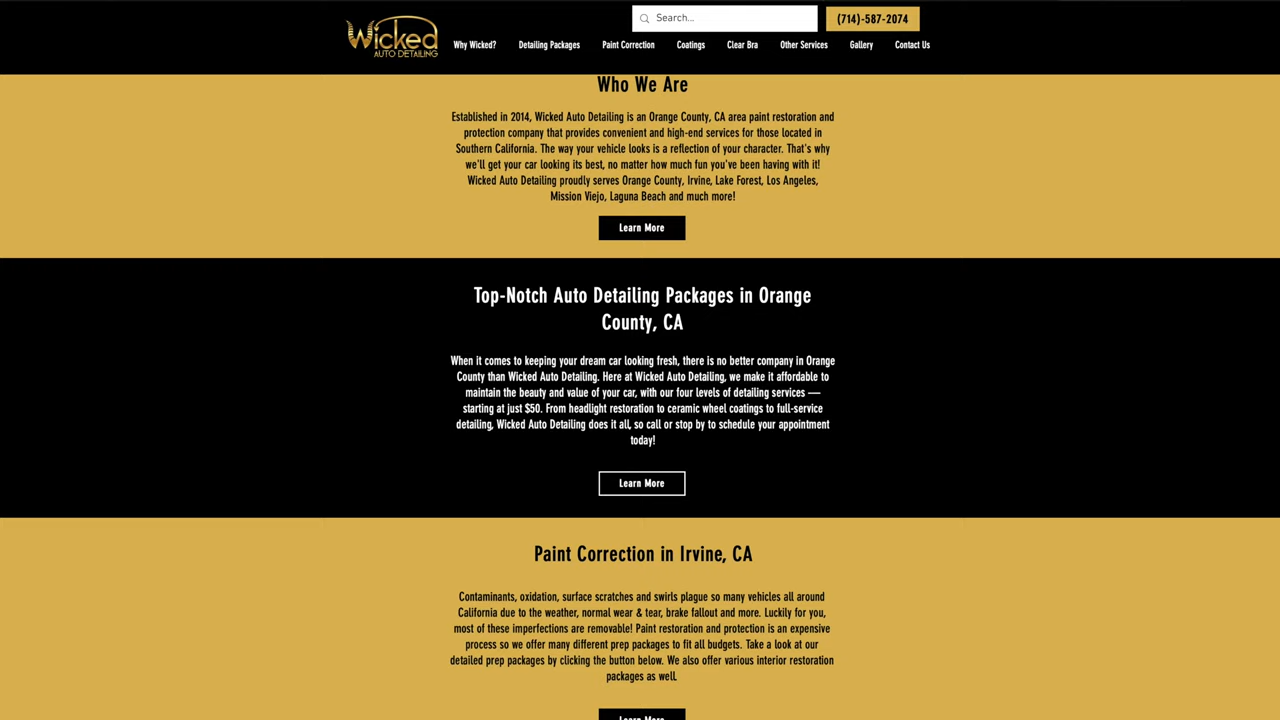 Wicked
AUTO DETAILING
Search...
(714)-587-2074
Why Wicked?
Detailing Packages
Paint Correction
Coatings
Clear Bra
Other Services
Gallery
Contact Us
Who We Are
Established in 2014, Wicked Auto Detailing is an Orange County, CA area paint restoration and
protection company that provides convenient and high-end services for those located in
Southern California. The way your vehicle looks is a reflection of your character. That's why
we'll get your car looking its best, no matter how much fun you've been having with it!
Wicked Auto Detailing proudly serves Orange County, Irvine, Lake Forest, Los Angeles,
Mission Viejo, Laguna Beach and much more!
Learn More
Top-Notch Auto Detailing Packages in Orange
County, CA
When it comes to keeping your dream car looking fresh, there is no better company in Orange
County than Wicked Auto Detailing. Here at Wicked Auto Detailing, we make it affordable to
maintain the beauty and value of your car, with our four levels of detailing services —
starting at just $50. From headlight restoration to ceramic wheel coatings to full-service
detailing, Wicked Auto Detailing does it all, so call or stop by to schedule your appointment
today!
Learn More
Paint Correction in Irvine, CA
Contaminants, oxidation, surface scratches and swirls plague so many vehicles all around
California due to the weather, normal wear & tear, brake fallout and more. Luckily for you,
most of these imperfections are removable! Paint restoration and protection is an expensive
process so we offer many different prep packages to fit all budgets. Take a look at our
detailed prep packages by clicking the button below. We also offer various interior restoration
packages as well.
Learn More